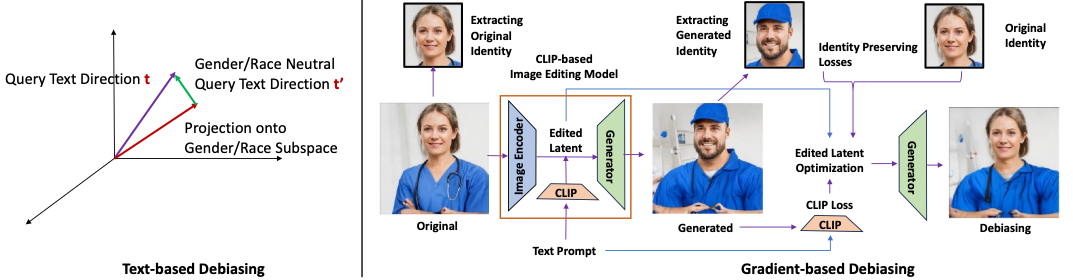 Query Text Direction t
Gender/Race Neutral
Query Text Direction t’
Projection onto
Gender/Race Subspace
Text-based Debiasing
Extracting
Original
Identity
CLIP-based
Image Editing Model
Image Encoder
Edited
Latent
Generator
CLIP
Original
Text Prompt
Extracting
Generated
Identity
Generated
Identity Preserving
Losses
Original
Identity
Edited Latent
Optimization
CLIP Loss
CLIP
Generator
Debiasing
Gradient-based Debiasing